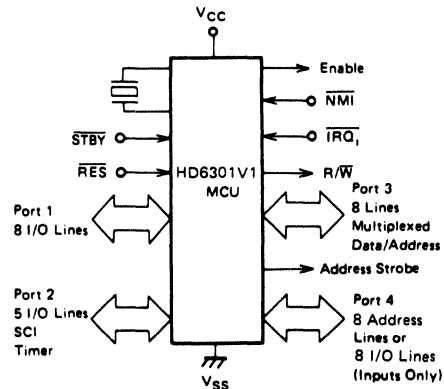 VCC
Enable
NMI
STBY
IRQ1
RES
HD6301V1
MCU
R/W
Port 1
8 I/O Lines
Port 3
8 Lines
Multiplexed
Data/Address
Address Strobe
Port 2
5 I/O Lines
SCI
Timer
Port 4
8 Address
Lines or
8 I/O Lines
(Inputs Only)
VSS